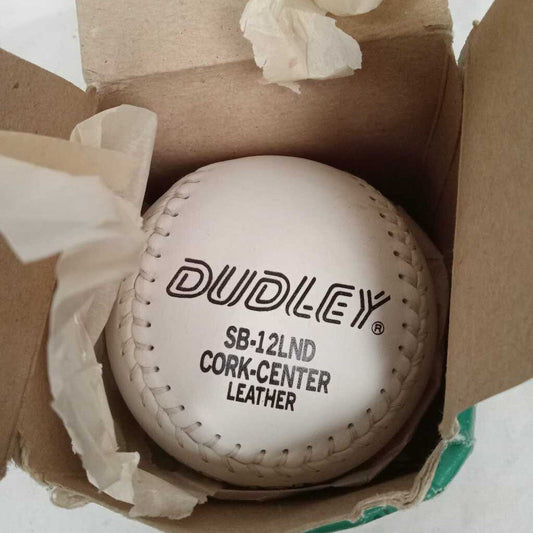 DUDLEY®
SB-12LND
CORK-CENTER
LEATHER